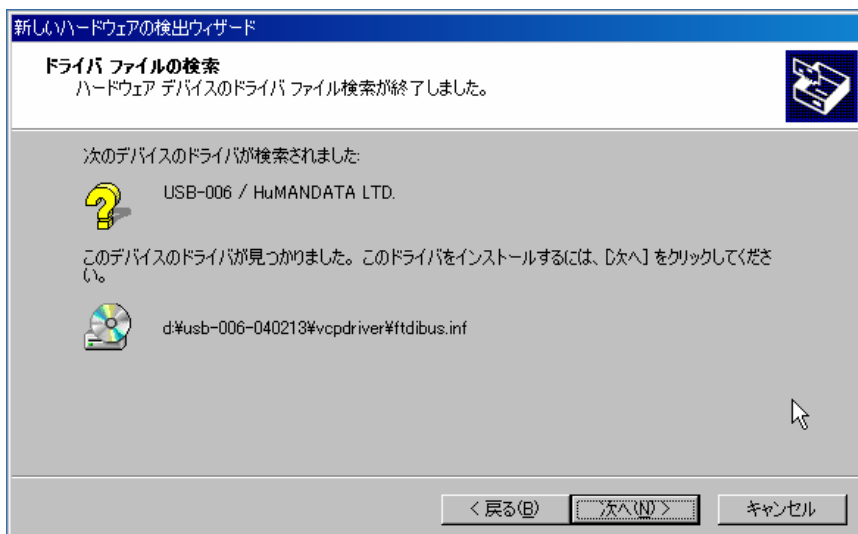 新しいハードウェアの検出ウィザード
ドライバ ファイルの検索
ハードウェア デバイスのドライバ ファイル検索が終了しました。
次のデバイスのドライバが検索されました:
USB-006 / HuMANDATA LTD.
このデバイスのドライバが見つかりました。このドライバをインストールするには、[次へ] をクリックしてくださ
い。
d:¥usb-006-040213¥vcpdriver¥ftdibus.inf
< 戻る(B)
次へ(N) >
キャンセル